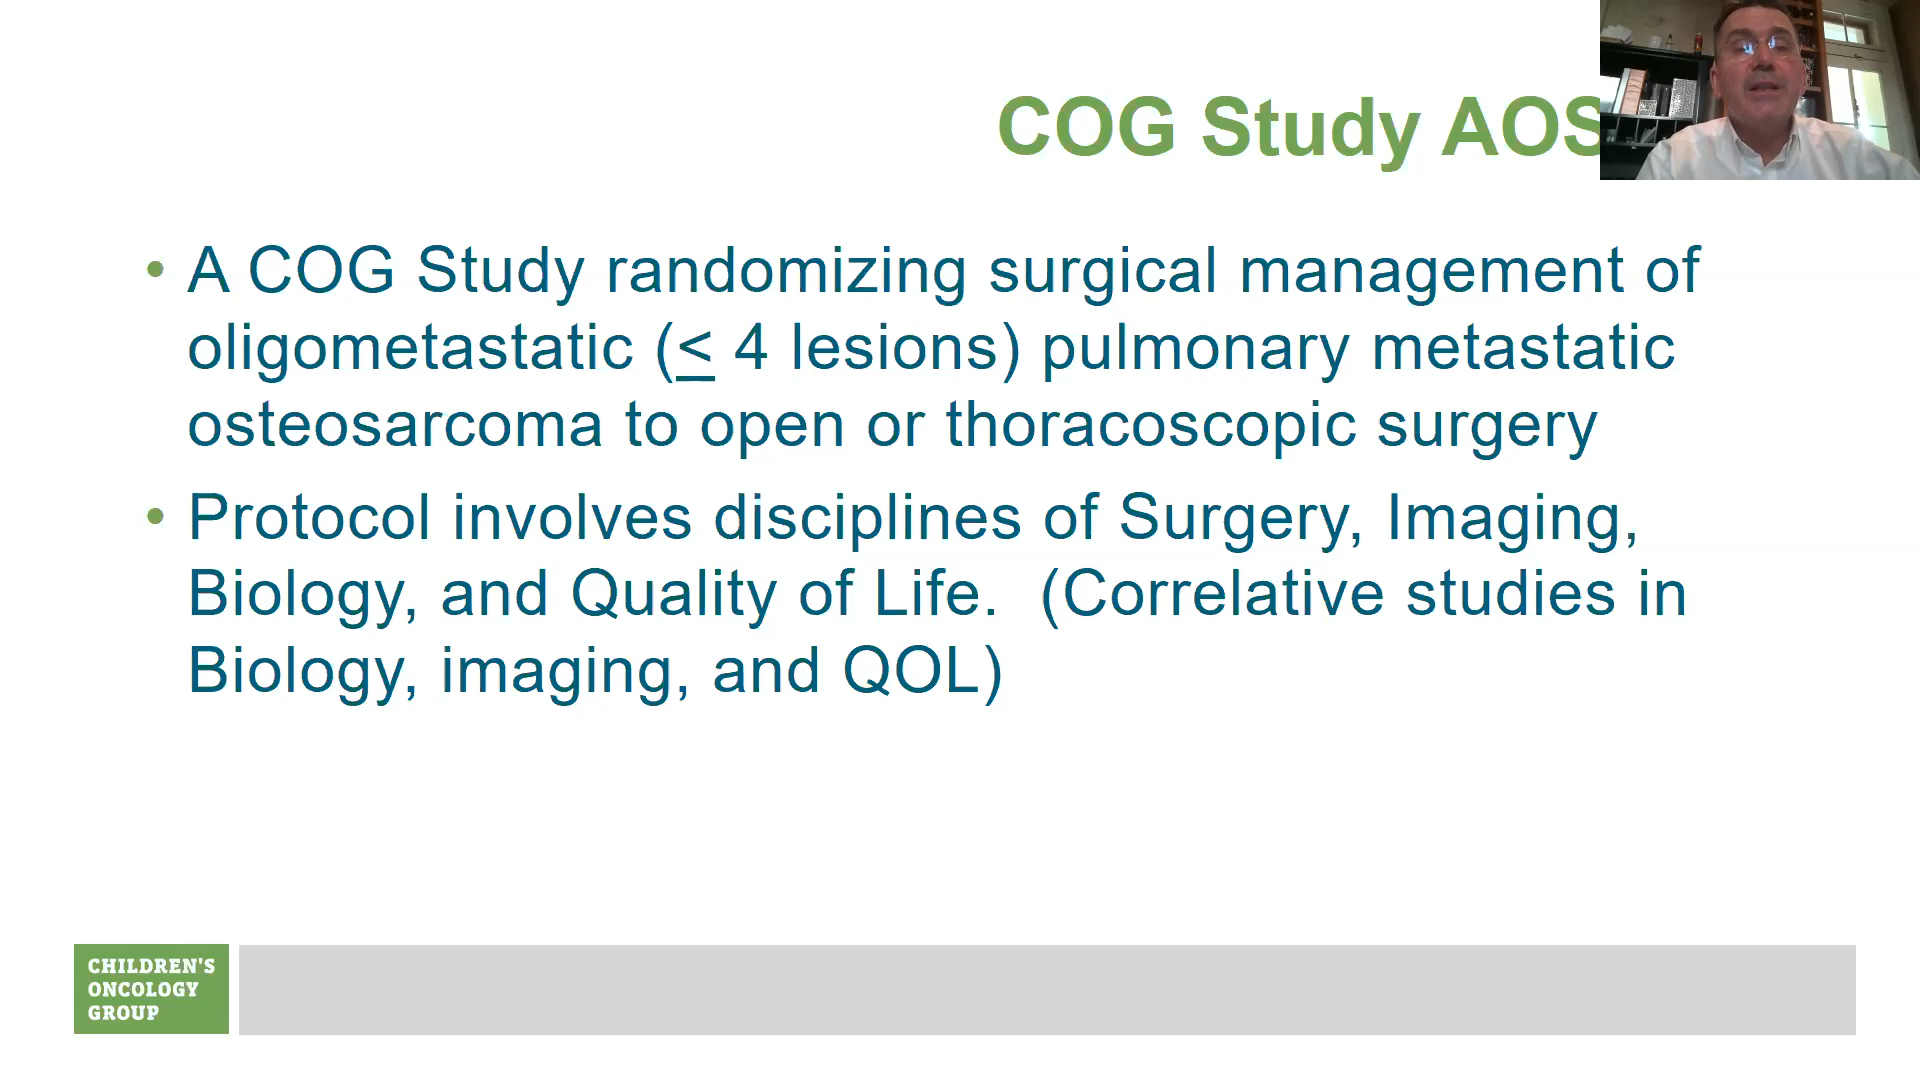 COG Study AOS
• A COG Study randomizing surgical management of
oligometastatic (< 4 lesions) pulmonary metastatic
osteosarcoma to open or thoracoscopic surgery
• Protocol involves disciplines of Surgery, Imaging,
Biology, and Quality of Life.  (Correlative studies in
Biology, imaging, and QOL)
CHILDREN'S
ONCOLOGY
GROUP